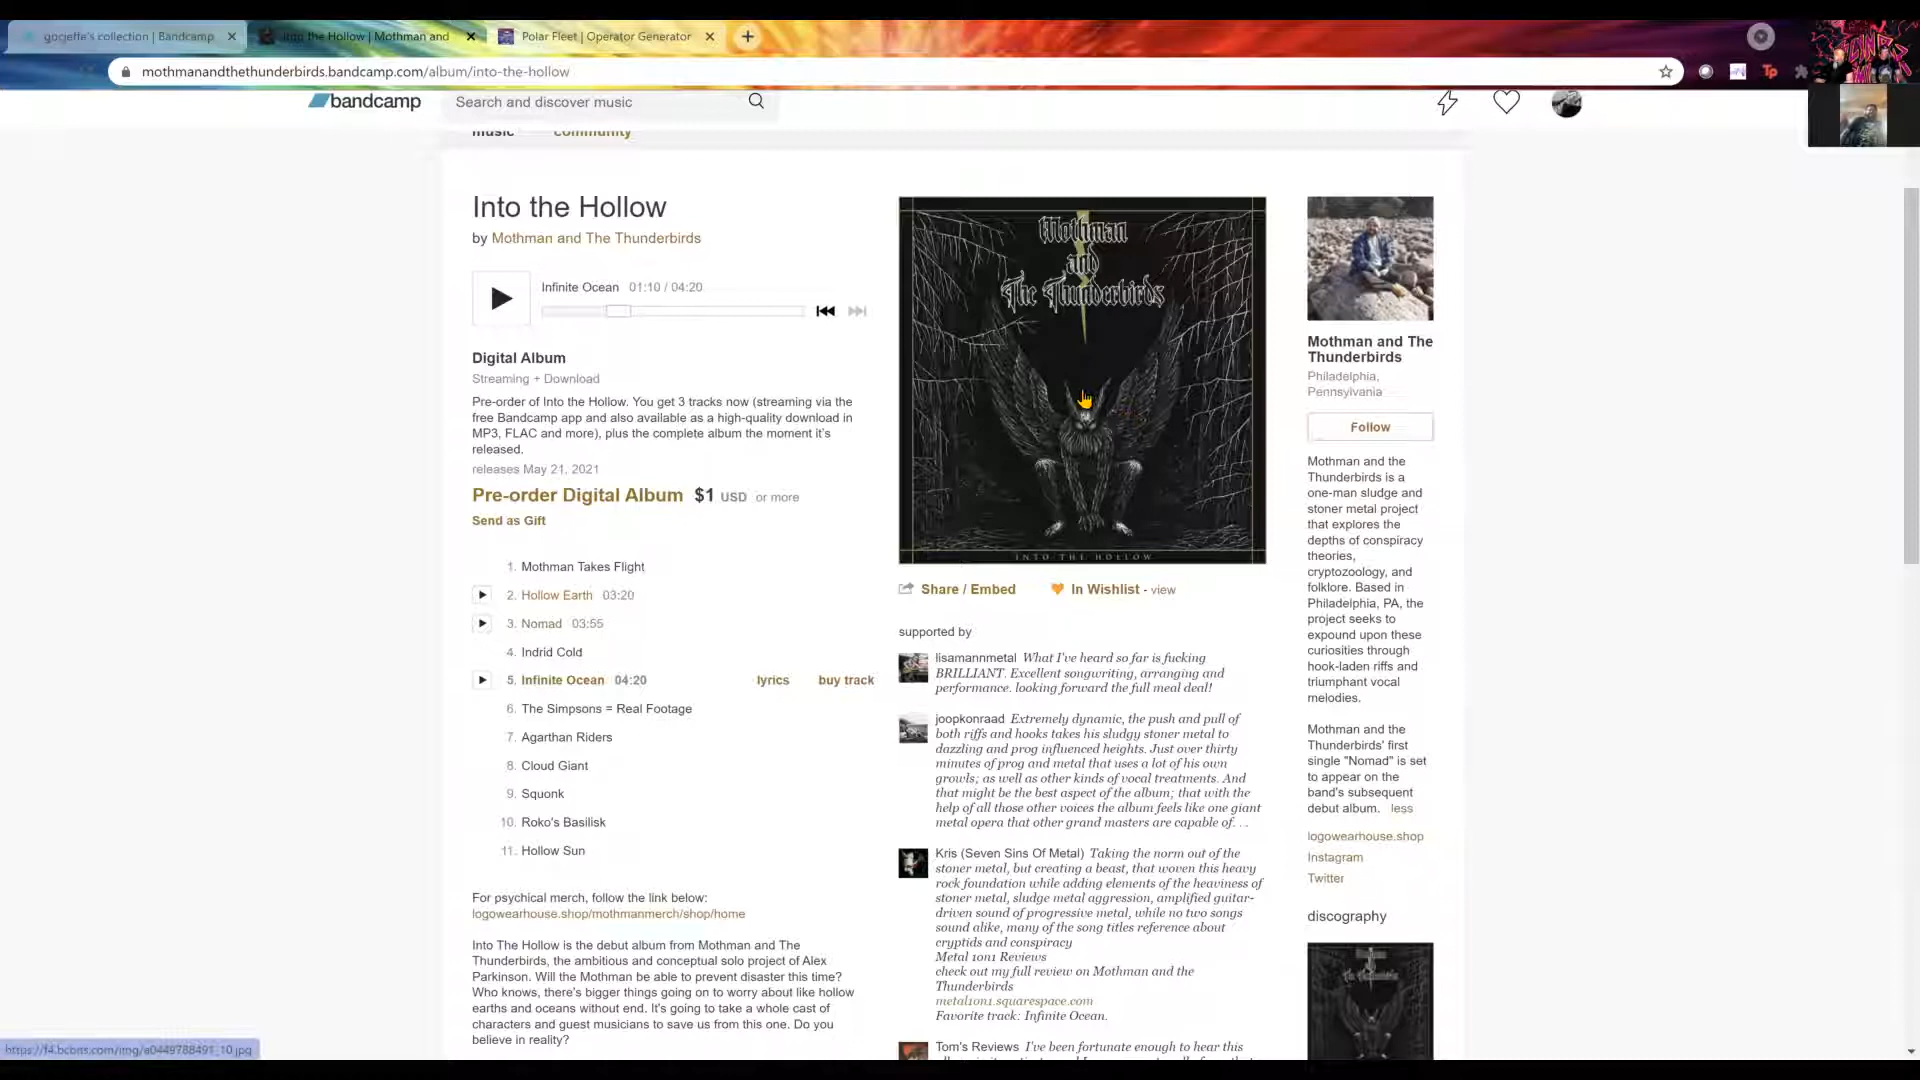 gocjeffe's collection | Bandcamp
Into the Hollow | Mothman and
Polar Fleet | Operator Generator
mothmanandthethunderbirds.bandcamp.com/album/into-the-hollow
Tp
bandcamp
Search and discover music
music
community
Into the Hollow
by Mothman and The Thunderbirds
Infinite Ocean 01:10 / 04:20
Digital Album
Streaming + Download
Pre-order of Into the Hollow. You get 3 tracks now (streaming via the
free Bandcamp app and also available as a high-quality download in
MP3, FLAC and more), plus the complete album the moment it's
released.
releases May 21, 2021
Pre-order Digital Album $1 USD or more
Send as Gift
1. Mothman Takes Flight
2. Hollow Earth 03:20
3. Nomad 03:55
4. Indrid Cold
5. Infinite Ocean 04:20 lyrics buy track
6. The Simpsons = Real Footage
7. Agarthan Riders
8. Cloud Giant
9. Squonk
10. Roko's Basilisk
11. Hollow Sun
For psychical merch, follow the link below:
logowearhouse.shop/mothmanmerch/shop/home
Into The Hollow is the debut album from Mothman and The
Thunderbirds, the ambitious and conceptual solo project of Alex
Parkinson. Will the Mothman be able to prevent disaster this time?
Who knows, there's bigger things going on to worry about like hollow
earths and oceans without end. It's going to take a whole cast of
characters and guest musicians to save us from this one. Do you
believe in reality?
Mothman
and
The Thunderbirds
INTO THE HOLLOW
Share / Embed
In Wishlist - view
supported by
lisamannmetal What I've heard so far is fucking
BRILLIANT. Excellent songwriting, arranging and
performance. looking forward the full meal deal!
joopkonraad Extremely dynamic, the push and pull of
both riffs and hooks takes his sludgy stoner metal to
dazzling and prog influenced heights. Just over thirty
minutes of prog and metal that uses a lot of his own
growls; as well as other kinds of vocal treatments. And
that might be the best aspect of the album; that with the
help of all those other voices the album feels like one giant
metal opera that other grand masters are capable of. ...
Kris (Seven Sins Of Metal) Taking the norm out of the
stoner metal, but creating a beast, that woven this heavy
rock foundation while adding elements of the heaviness of
stoner metal, sludge metal aggression, amplified guitar-
driven sound of progressive metal, while no two songs
sound alike, many of the song titles reference about
cryptids and conspiracy
Metal 1on1 Reviews
check out my full review on Mothman and the
Thunderbirds
metal1on1.squarespace.com
Favorite track: Infinite Ocean.
Tom's Reviews I've been fortunate enough to hear this
Mothman and The
Thunderbirds
Philadelphia,
Pennsylvania
Follow
Mothman and the
Thunderbirds is a
one-man sludge and
stoner metal project
that explores the
depths of conspiracy
theories,
cryptozoology, and
folklore. Based in
Philadelphia, PA, the
project seeks to
expound upon these
curiosities through
hook-laden riffs and
triumphant vocal
melodies.
Mothman and the
Thunderbirds' first
single "Nomad" is set
to appear on the
band's subsequent
debut album. less
logowearhouse.shop
Instagram
Twitter
discography
https://f4.bcbits.com/img/a0449788491_10.jpg